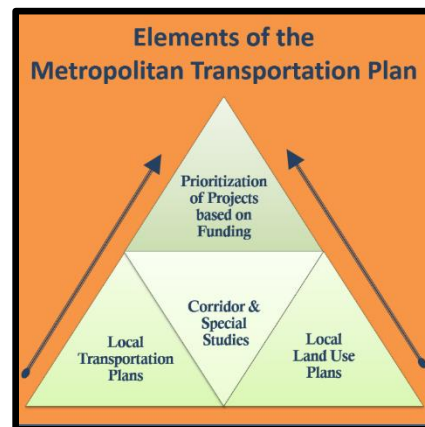 Elements of the
Metropolitan Transportation Plan
Prioritization
of Projects
based on
Funding
Corridor &
Special
Studies
Local
Transportation
Plans
Local
Land Use
Plans